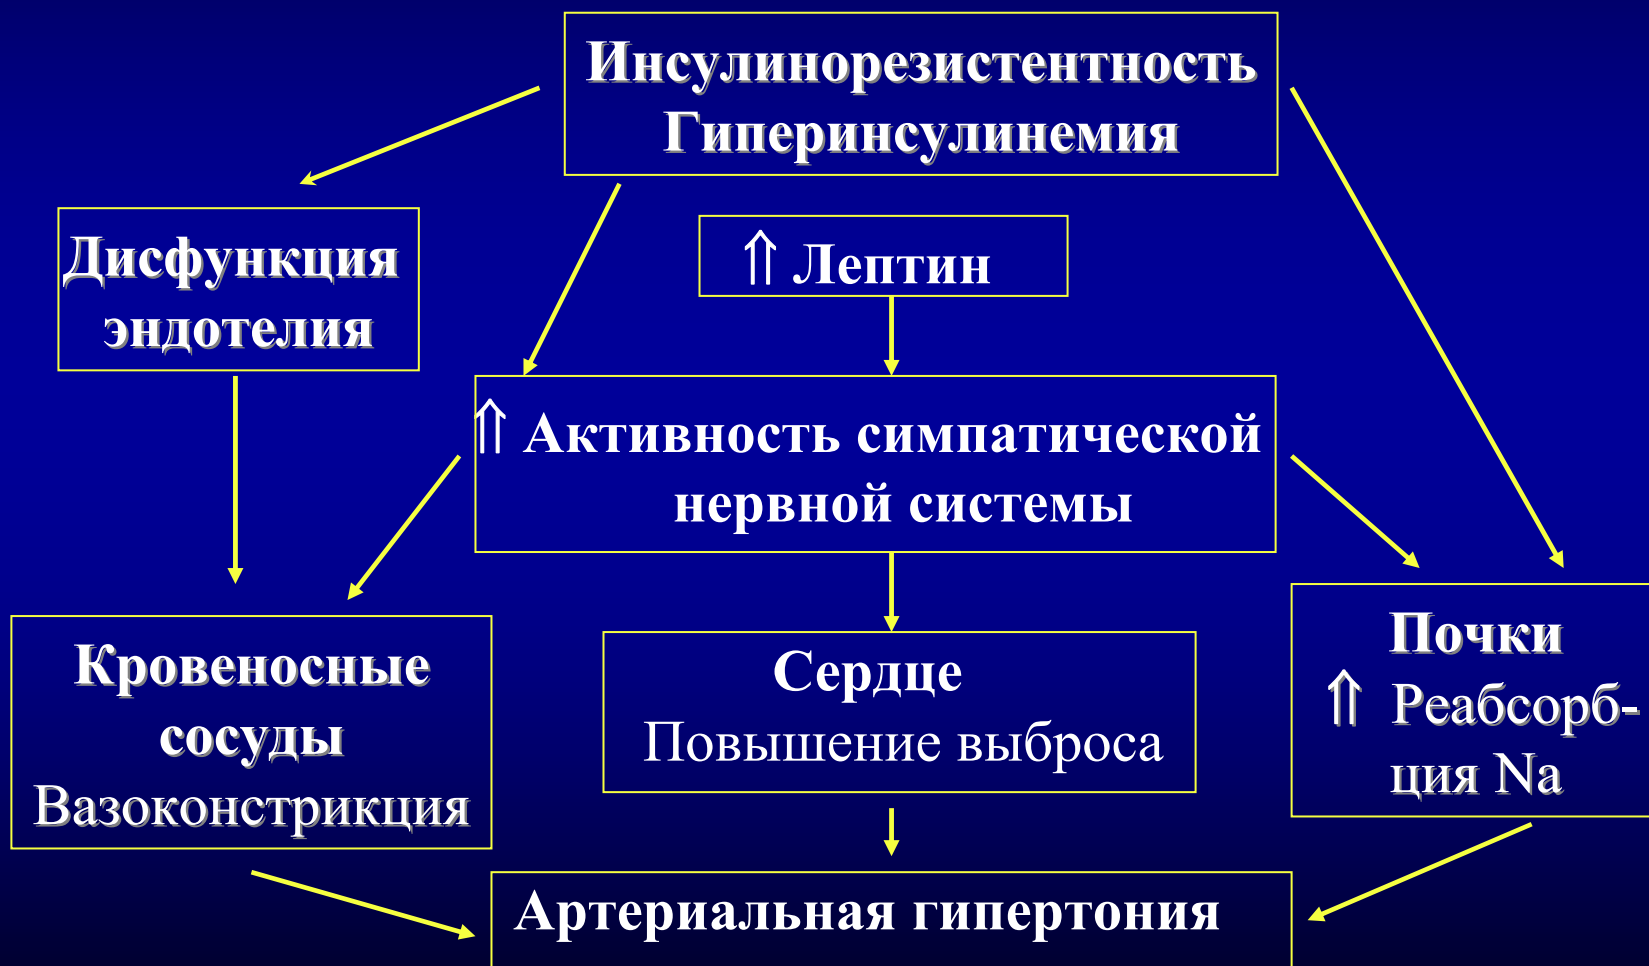 Инсулинорезистентность
Гиперинсулинемия
Дисфункция
эндотелия
⇑ Лептин
⇑ Активность симпатической
нервной системы
Кровеносные
сосуды
Вазоконстрикция
Сердце
Повышение выброса
Почки
⇑ Реабсорб-
ция Na
Артериальная гипертония